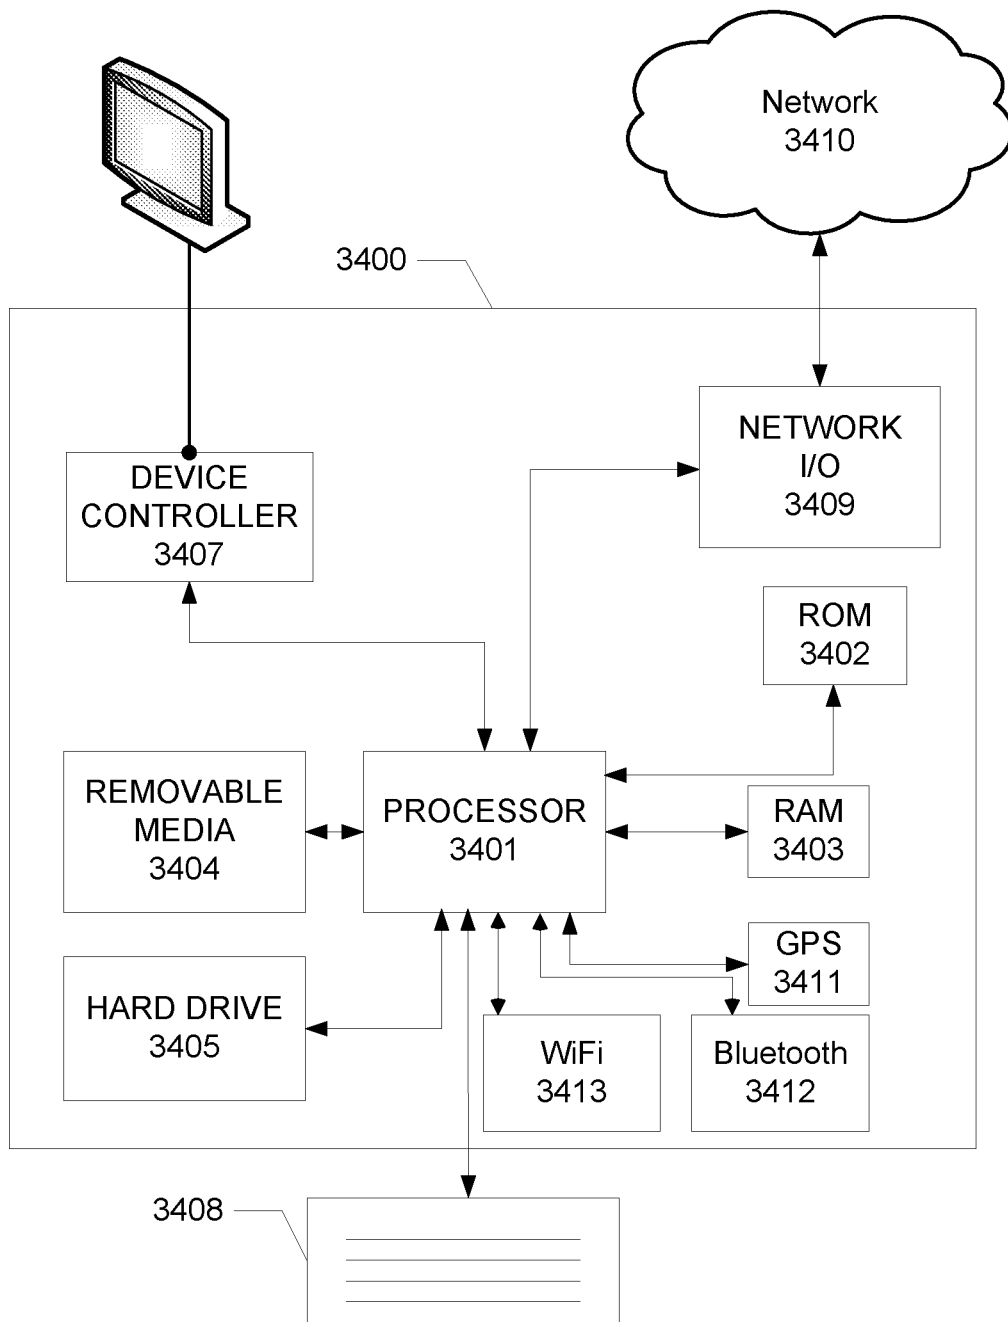 Network
3410
3400
NETWORK
I/O
3409
DEVICE
CONTROLLER
3407
ROM
3402
REMOVABLE
MEDIA
3404
PROCESSOR
3401
RAM
3403
GPS
3411
HARD DRIVE
3405
WiFi
3413
Bluetooth
3412
3408